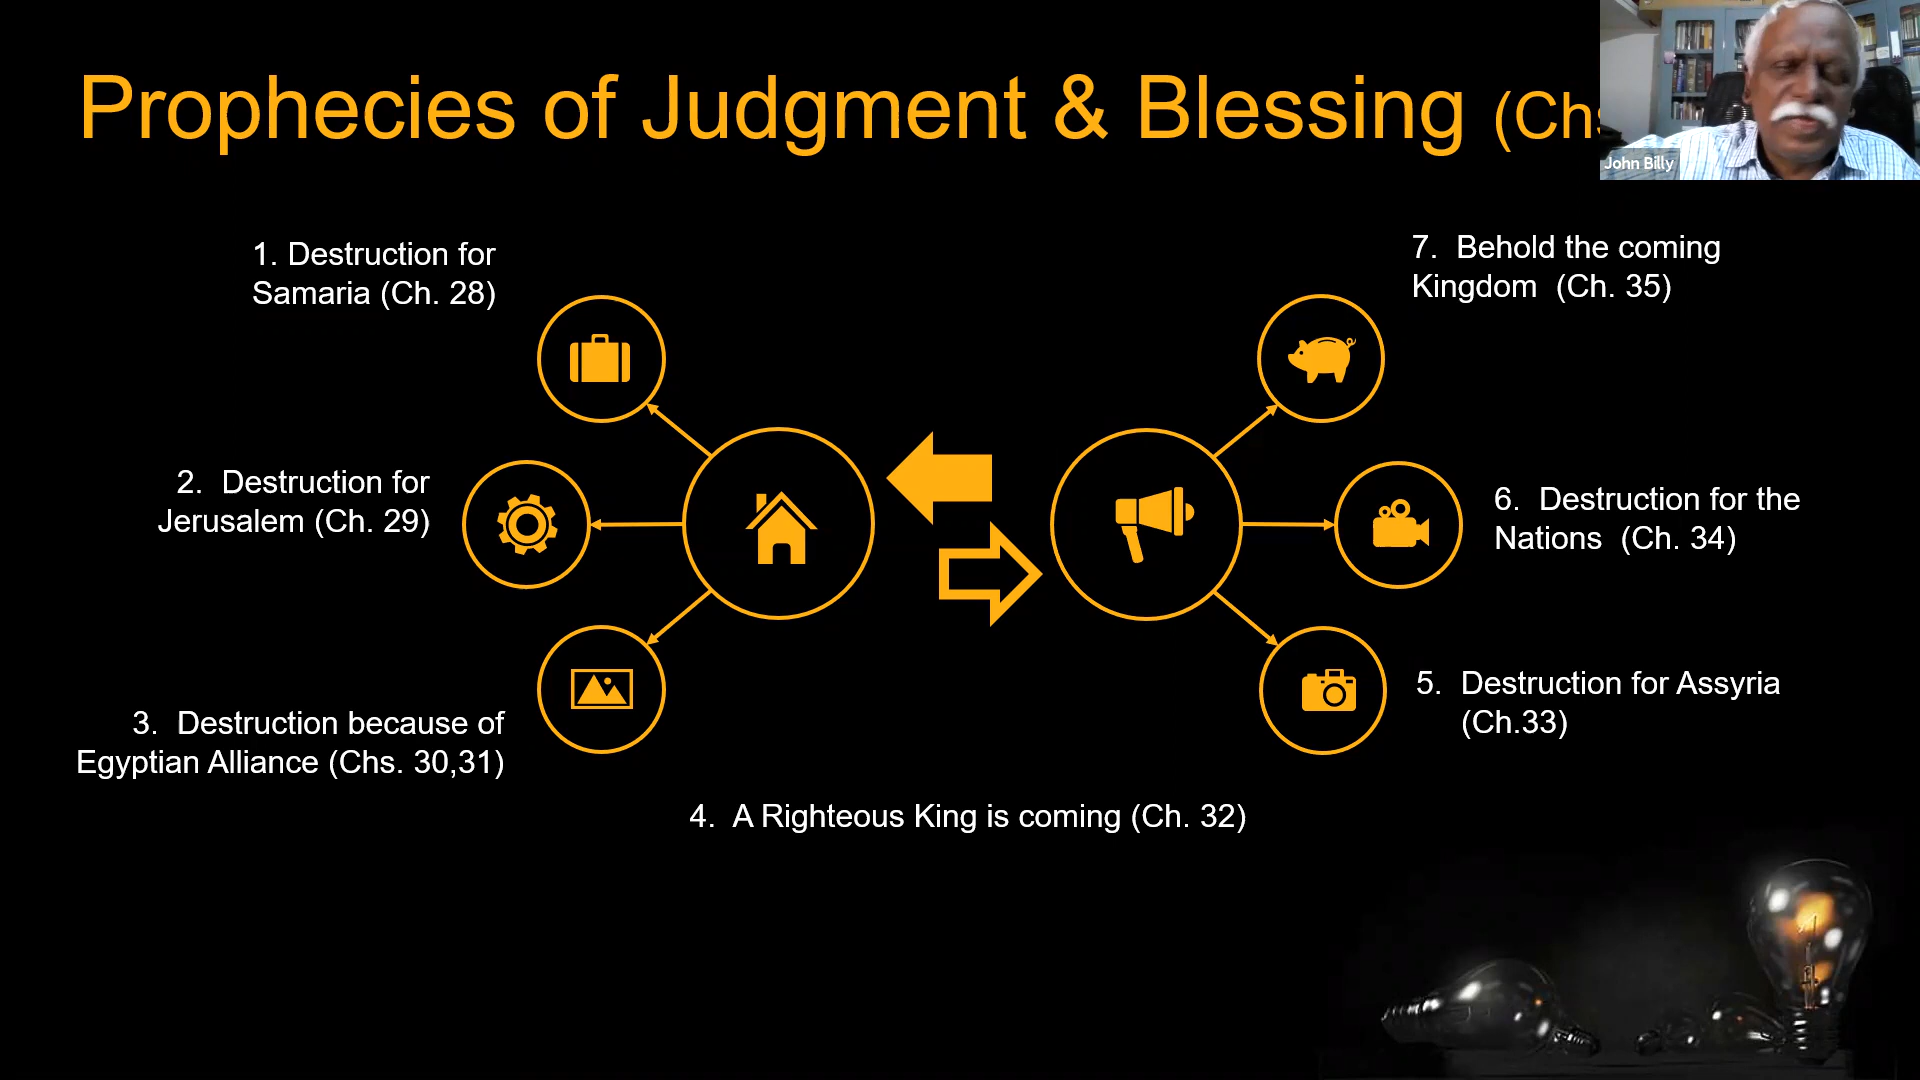 Prophecies of Judgment & Blessing (Chs
John Billy
1. Destruction for
Samaria (Ch. 28)
2. Destruction for
Jerusalem (Ch. 29)
3. Destruction because of
Egyptian Alliance (Chs. 30,31)
4. A Righteous King is coming (Ch. 32)
5. Destruction for Assyria
(Ch.33)
6. Destruction for the
Nations (Ch. 34)
7. Behold the coming
Kingdom (Ch. 35)